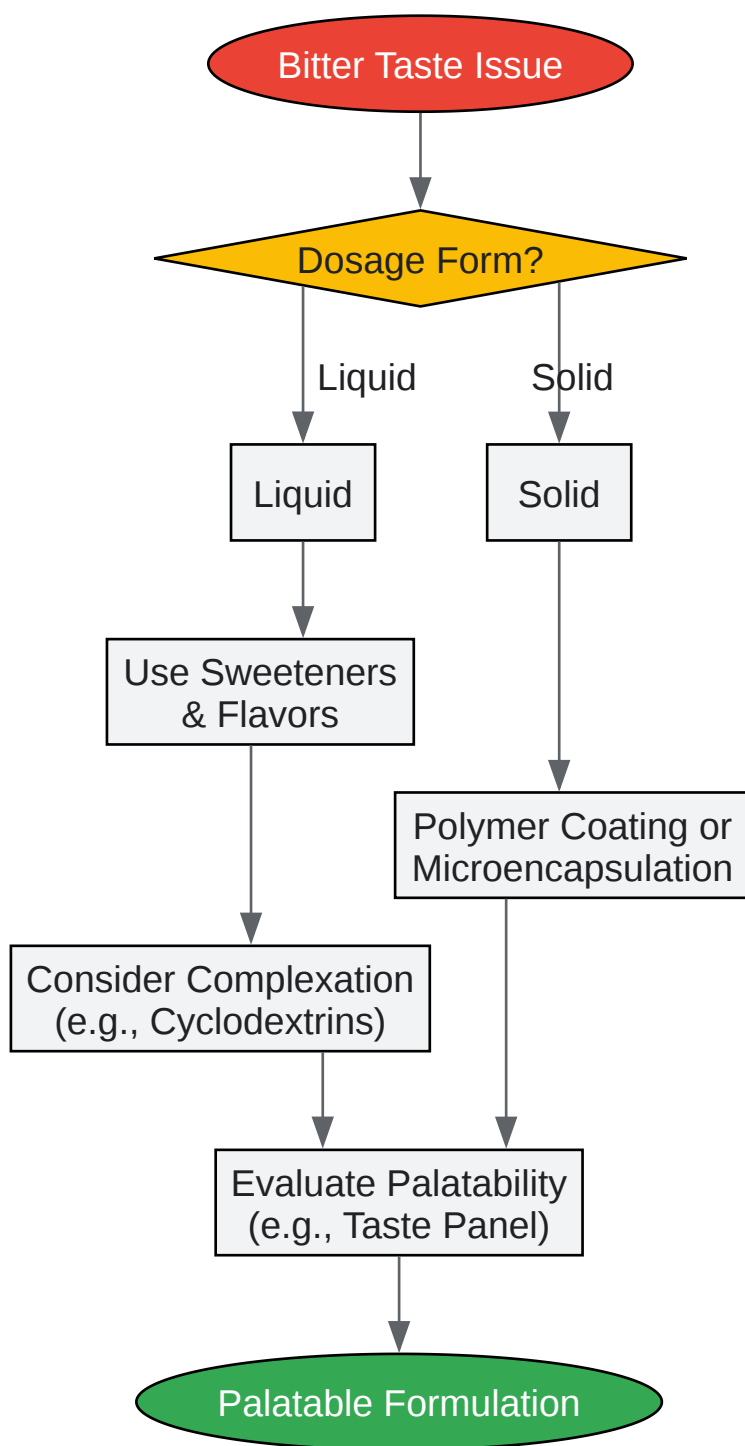 Bitter Taste Issue
Dosage Form?
Liquid
Solid
Liquid
Solid
Use Sweeteners
& Flavors
Polymer Coating or
Microencapsulation
Consider Complexation
(e.g., Cyclodextrins)
Evaluate Palatability
(e.g., Taste Panel)
Palatable Formulation